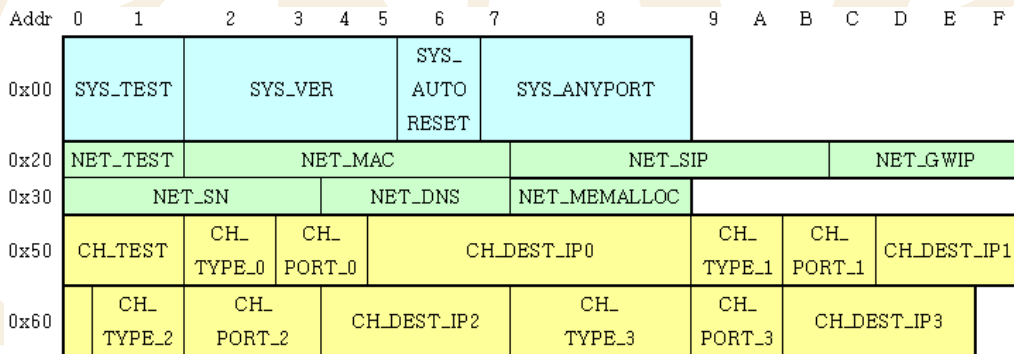 Addr 0 1 2 3 4 5 6 7 8 9 A B C D E F
0x00 SYS_TEST SYS_VER SYS_ AUTO RESET SYS_ANYPORT
0x20 NET_TEST NET_MAC NET_SIP NET_GWIP
0x30 NET_SN NET_DNS NET_MEMALLOC
0x50 CH_TEST CH_ TYPE_0 CH_ PORT_0 CH_DEST_IP0 CH_ TYPE_1 CH_ PORT_1 CH_DEST_IP1
0x60 CH_ TYPE_2 CH_ PORT_2 CH_DEST_IP2 CH_ TYPE_3 CH_ PORT_3 CH_DEST_IP3